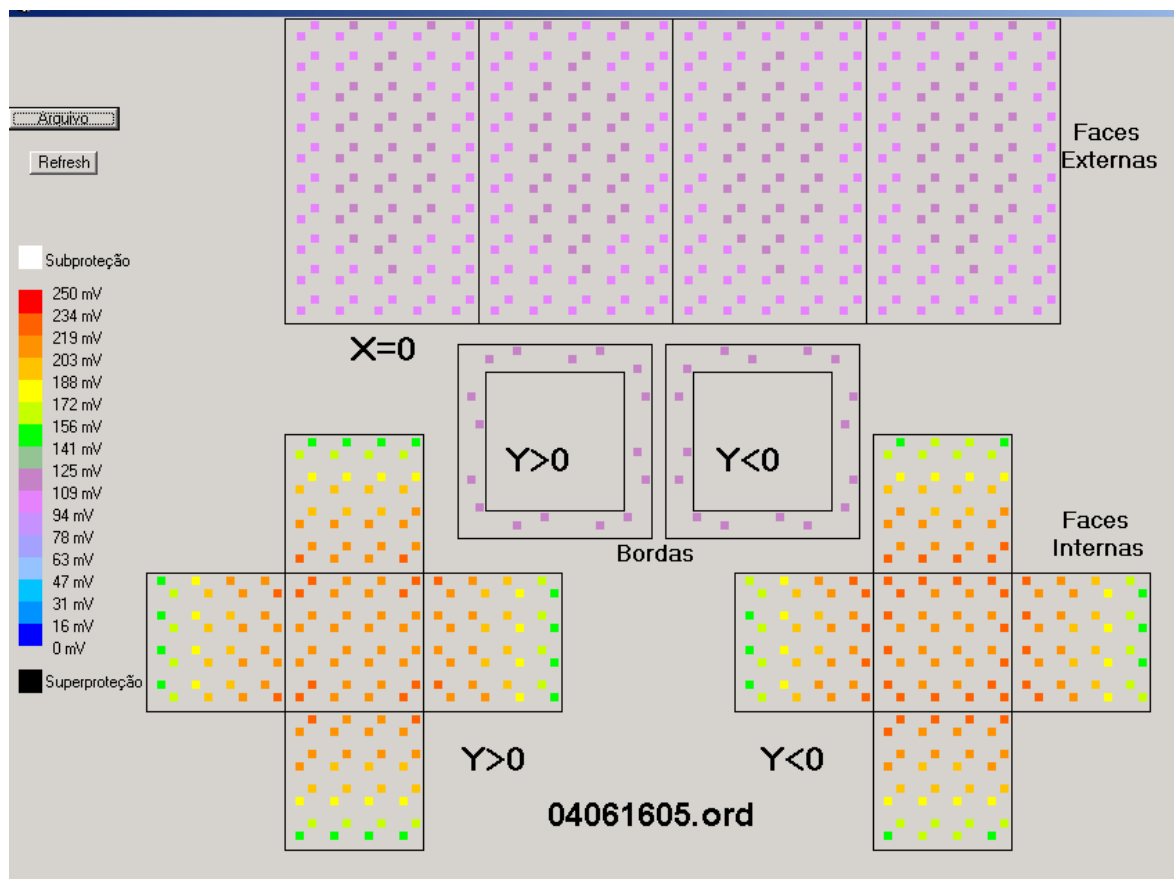 Arquivo
Refresh
Faces
Externas
Subproteção
250 mV
234 mV
219 mV
203 mV
188 mV
172 mV
156 mV
141 mV
125 mV
109 mV
94 mV
78 mV
63 mV
47 mV
31 mV
16 mV
0 mV
Superproteção
X=0
Y>0
Y<0
Bordas
Faces
Internas
Y>0
Y<0
04061605.ord